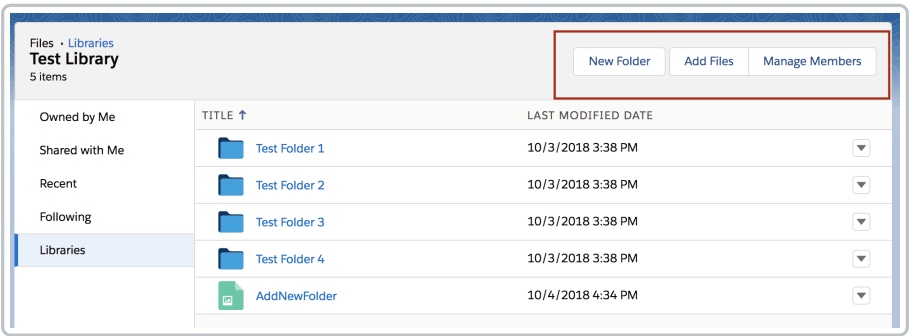 Files › Libraries
Test Library
5 items
New Folder
Add Files
Manage Members
Owned by Me
Shared with Me
Recent
Following
Libraries
TITLE ↑ LAST MODIFIED DATE
Test Folder 1 10/3/2018 3:38 PM
Test Folder 2 10/3/2018 3:38 PM
Test Folder 3 10/3/2018 3:38 PM
Test Folder 4 10/3/2018 3:38 PM
AddNewFolder 10/4/2018 4:34 PM